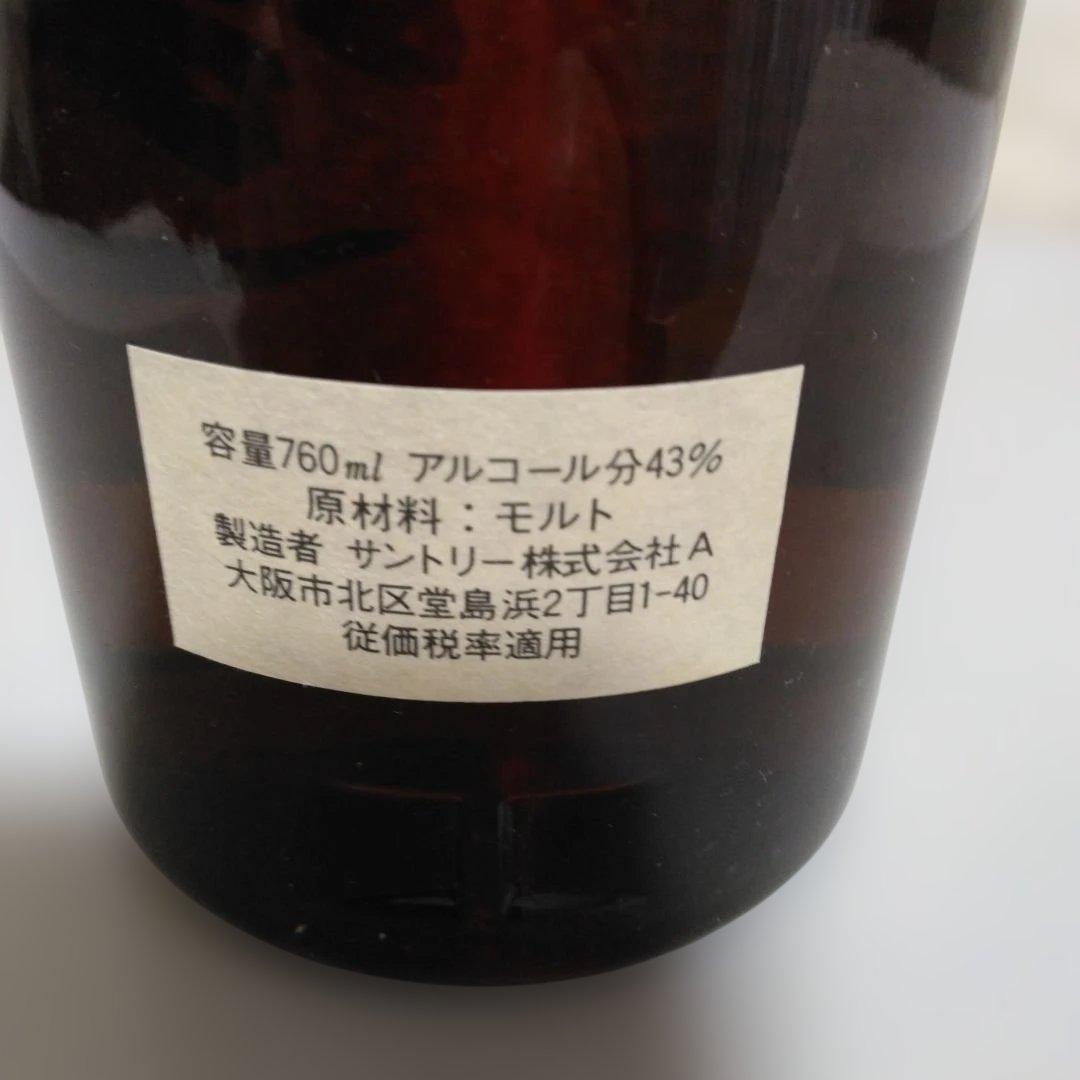 容量760ml アルコール分43%
原材料：モルト
製造者 サントリー株式会社A
大阪市北区堂島浜2丁目1-40
従価税率適用